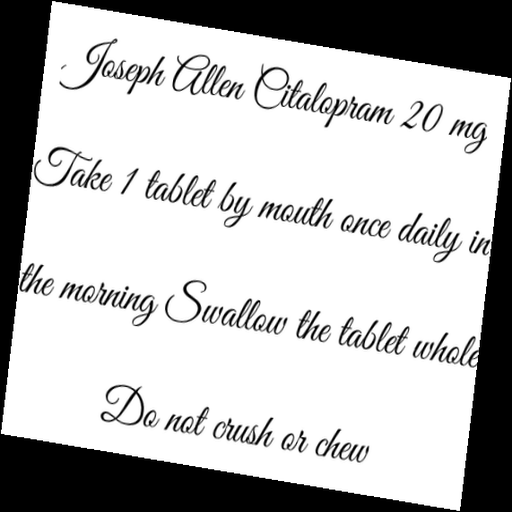 Joseph Allen Citalopram 20 mg
Take 1 tablet by mouth once daily in
the morning Swallow the tablet whole
Do not crush or chew